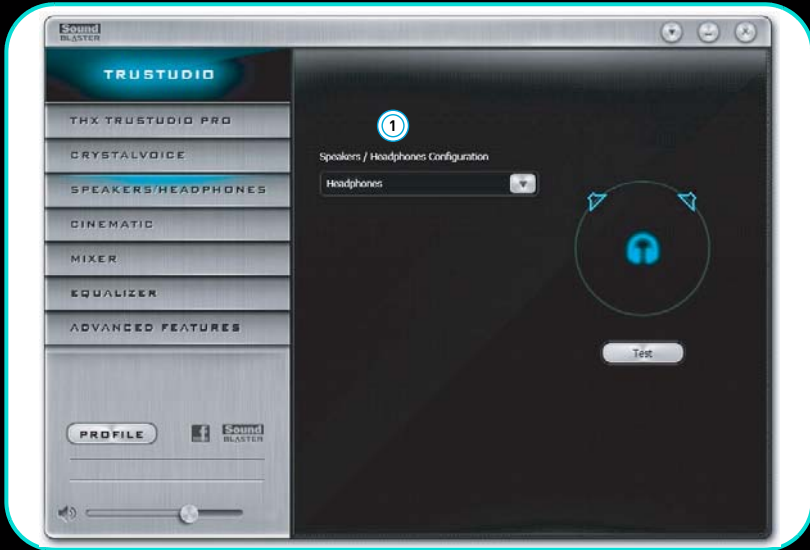 Sound
BLASTER
TRUSTUDIO
THX TRUSTUDIO PRO
CRYSTALVOICE
SPEAKERS/HEADPHONES
CINEMATIC
MIXER
EQUALIZER
ADVANCED FEATURES
PROFILE
f
Sound
BLASTER
1
Speakers / Headphones Configuration
Headphones
Test